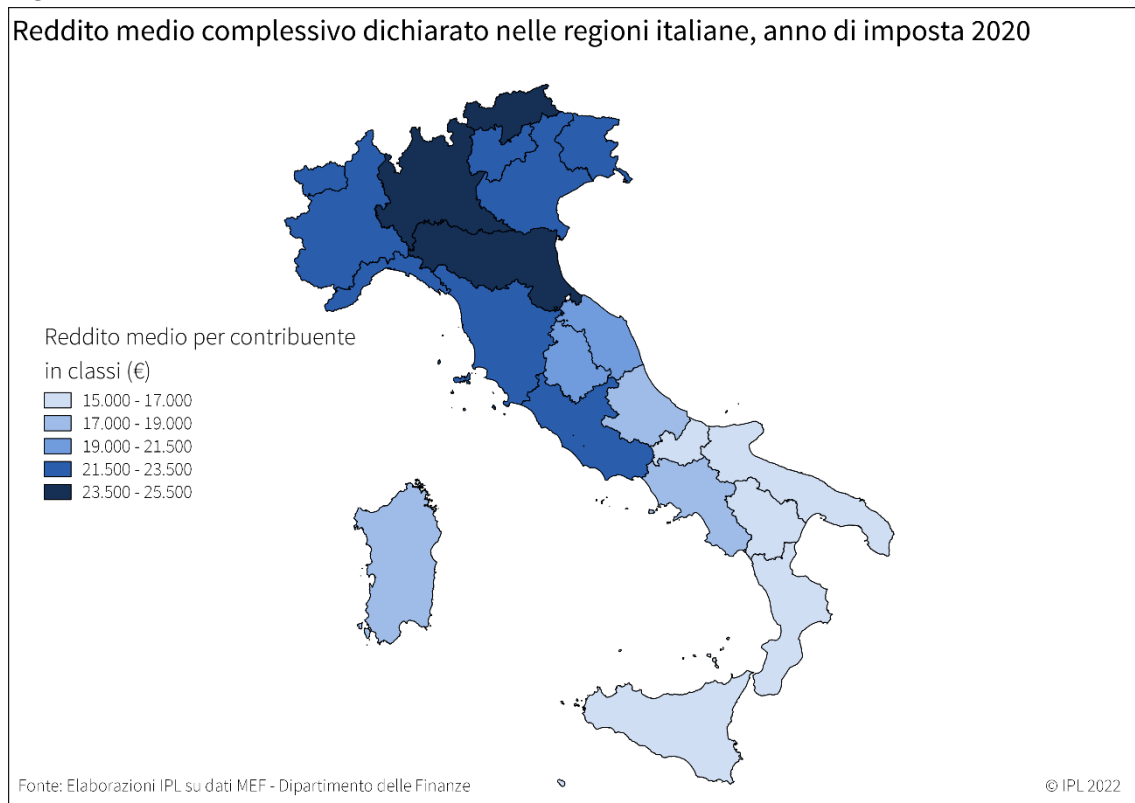 Reddito medio complessivo dichiarato nelle regioni italiane, anno di imposta 2020
Reddito medio per contribuente
in classi (€)
15.000 - 17.000
17.000 - 19.000
19.000 - 21.500
21.500 - 23.500
23.500 - 25.500
Fonte: Elaborazioni IPL su dati MEF - Dipartimento delle Finanze
© IPL 2022